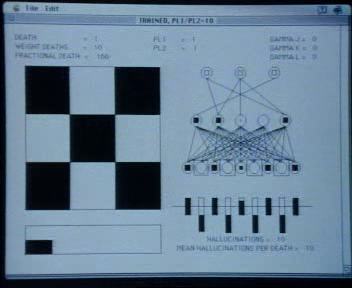 File Edit
TRAINED, PL1/PL2=10
DEATH = 1
WEIGHT DEATHS = 10
FRACTIONAL DEATH = .166
PL1 = 1
PL2 = 1
GAMMA-J = 0
GAMMA-K = 0
GAMMA-L = 0
HALLUCINATIONS = 10
MEAN HALLUCINATIONS PER DEATH = 10